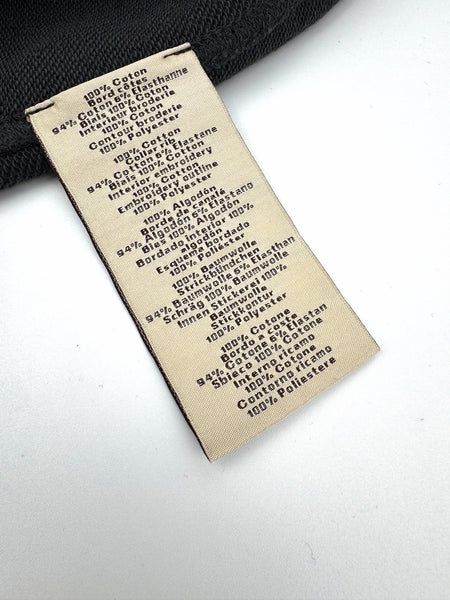 100% Coton
Bord côtes
94% Coton 6% Elasthanne
Biais 100% Coton
Interieur broderie
100% Coton
Contour broderie
100% Polyester
100% Cotton
Collar rib
94% Cotton 6% Elastane
Biais 100% Cotton
Interior embroidery
100% Cotton
Embroidery outline
100% Polyester
100% Algodón
Borde de canalé
94% Algodón 6% Elastano
Bies 100% Algodón
Bordado interior 100%
algodón
Esquema bordado
100% Poliester
100% Baumwolle
Strickbündchen
94% Baumwolle 6% Elasthan
Schräg 100% Baumwolle
Innen Stickerei 100%
Baumwolle
Stickkontur
100% Polyester
100% Cotone
Bordo a coste
94% Cotone 6% Elastan
Sbieco 100% Cotone
Interno ricamo
100% Cotone
Contorno ricamo
100% Poliestere